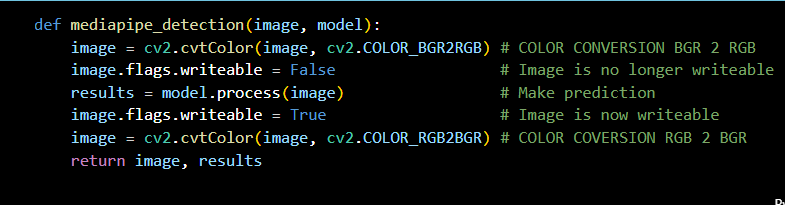 def mediapipe_detection(image, model):
    image = cv2.cvtColor(image, cv2.COLOR_BGR2RGB) # COLOR CONVERSION BGR 2 RGB
    image.flags.writeable = False                  # Image is no longer writeable
    results = model.process(image)                 # Make prediction
    image.flags.writeable = True                   # Image is now writeable
    image = cv2.cvtColor(image, cv2.COLOR_RGB2BGR) # COLOR COVERSION RGB 2 BGR
    return image, results